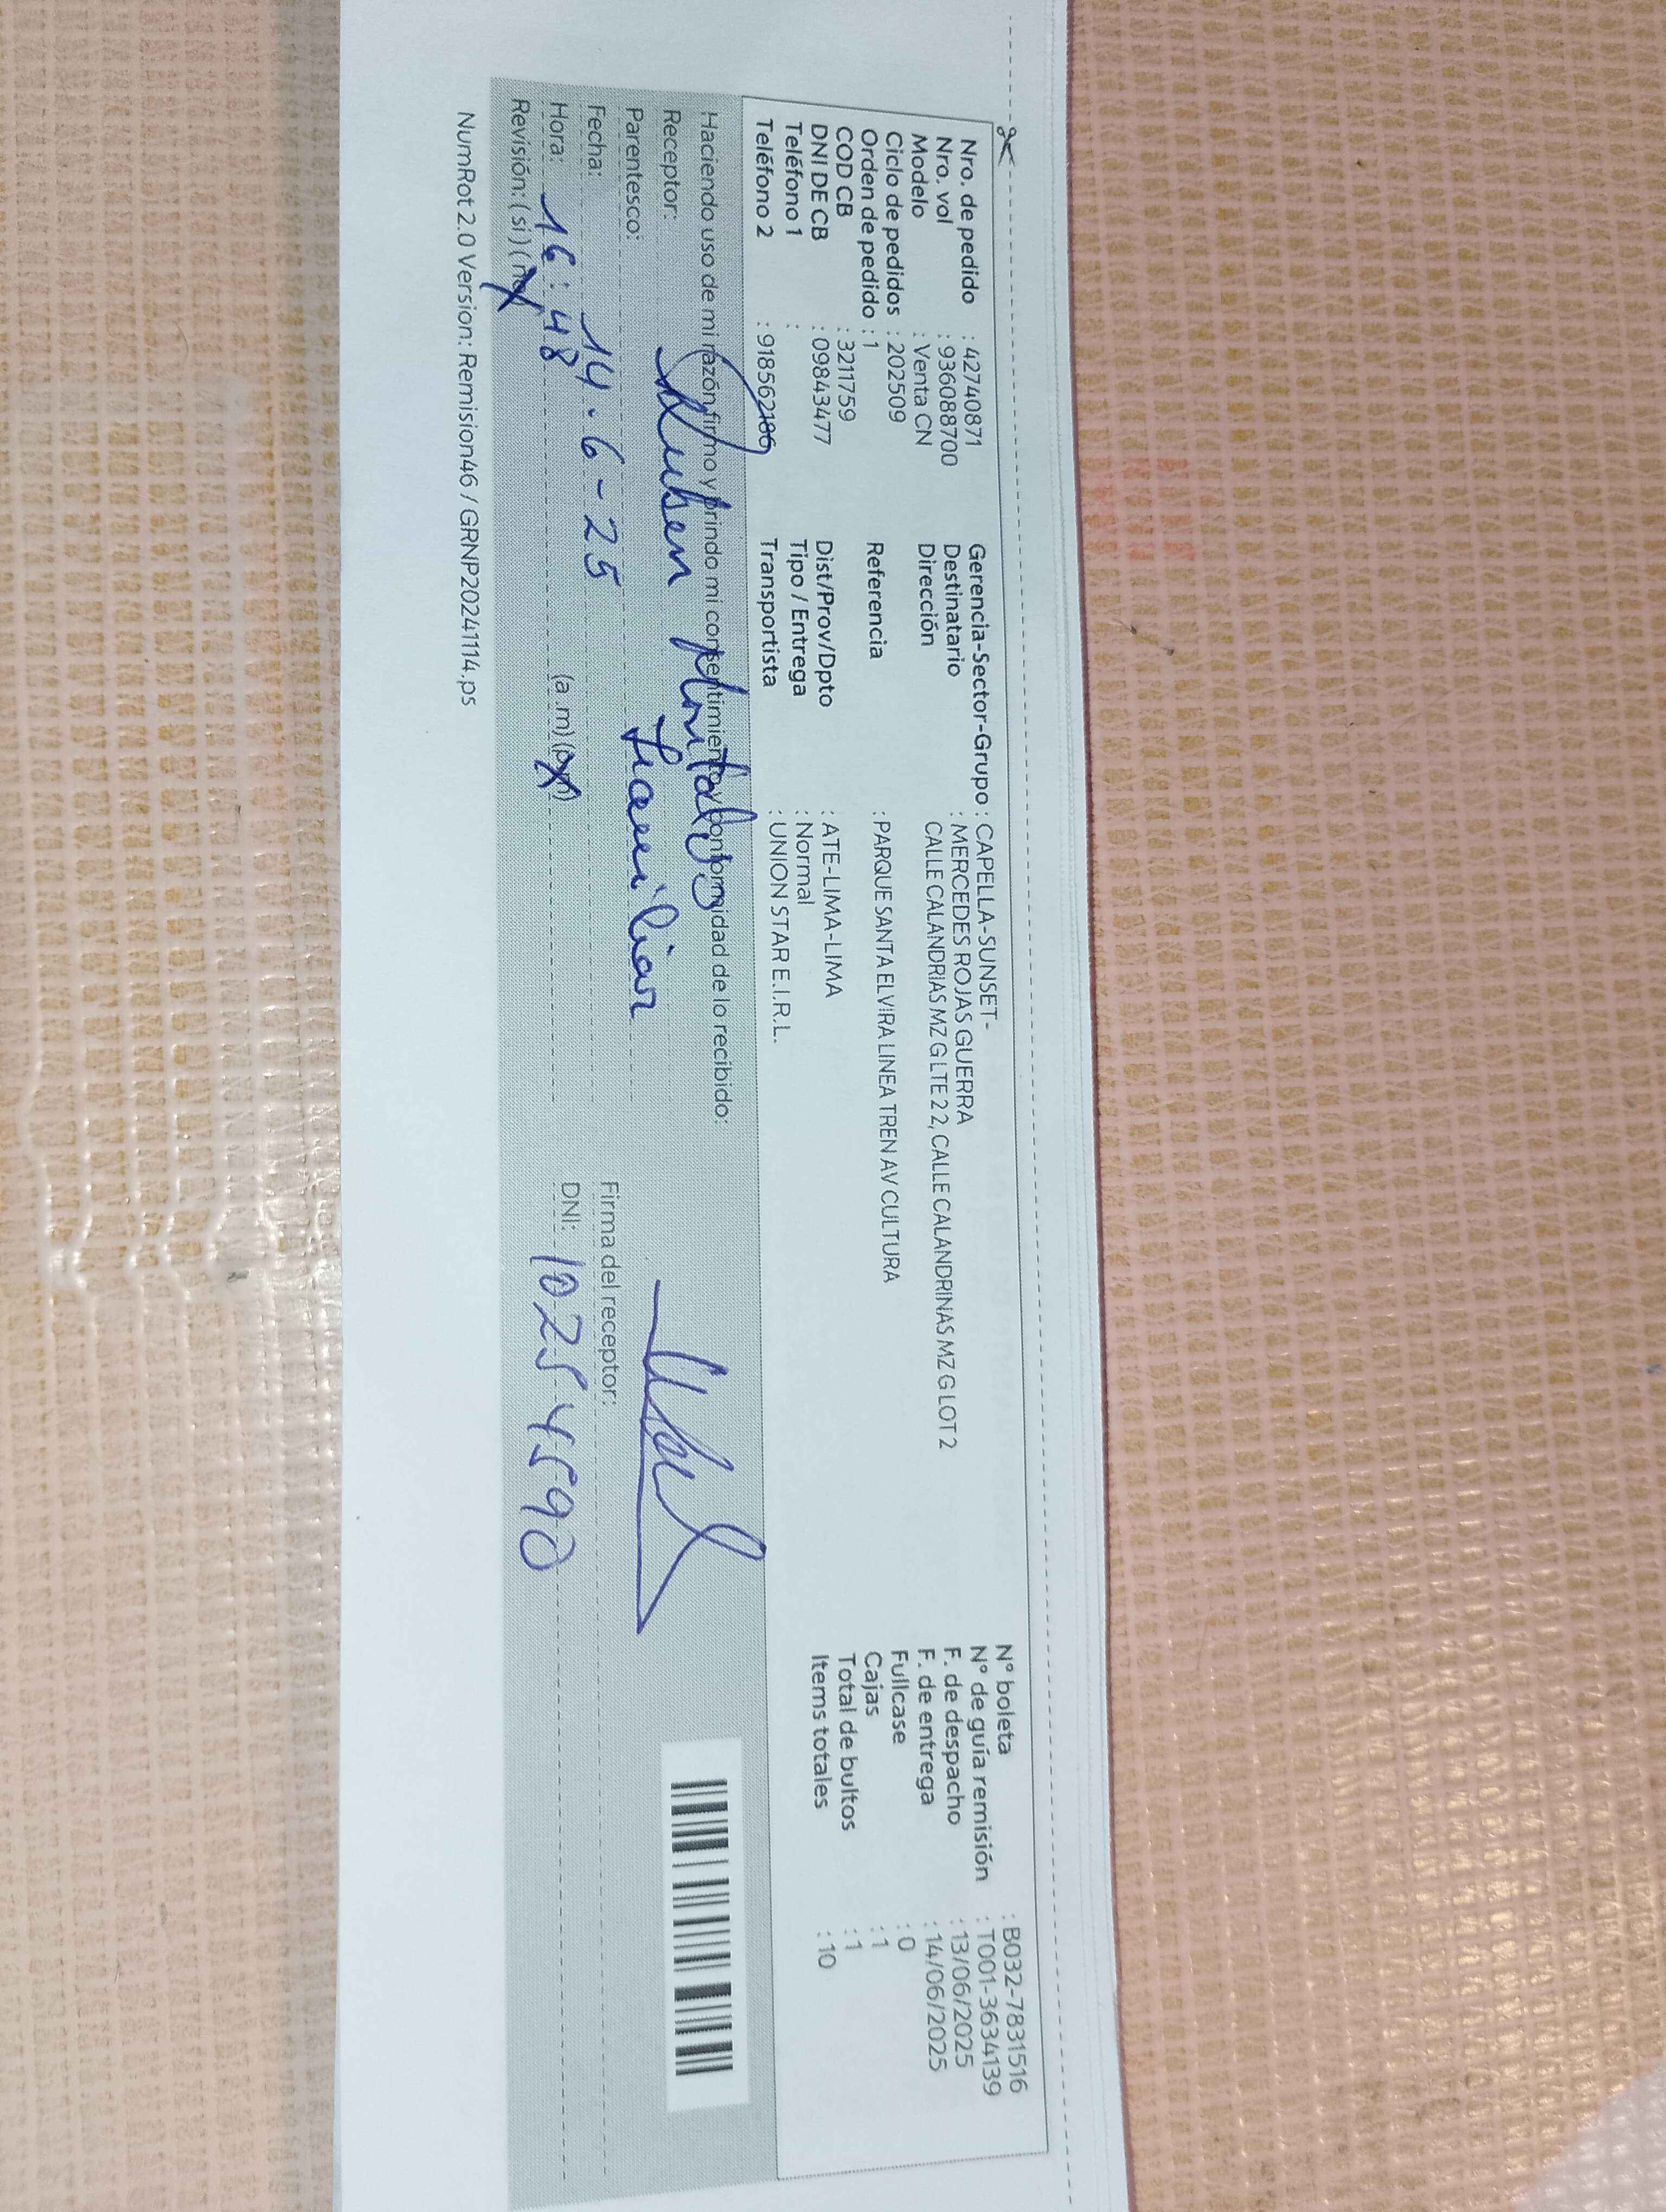 Nro. de pedido : 42740871
Nro. vol : 936088700
Modelo : Venta CN
Ciclo de pedidos : 202509
Orden de pedido : 1
COD CB : 3211759
DNI DE CB : 09843477
Teléfono 1 :
Teléfono 2 : 918562186
Gerencia-Sector-Grupo : CAPELLA-SUNSET-
Destinatario : MERCEDES ROJAS GUERRA
Dirección CALLE CALANDRIAS MZ G LTE 2 2, CALLE CALANDRINAS MZ G LOT 2
Referencia : PARQUE SANTA ELVIRA LINEA TREN AV CULTURA
Dist/Prov/Dpto : ATE-LIMA-LIMA
Tipo / Entrega : Normal
Transportista : UNION STAR E.I.R.L.
N° boleta : B032-7831516
N° de guía remisión : T001-3634139
F. de despacho : 13/06/2025
F. de entrega : 14/06/2025
Fullcase : 0
Cajas : 1
Total de bultos : 1
Items totales : 10
Haciendo uso de mi razón firmo y brindo mi consentimiento y conformidad de lo recibido:
Receptor: Ruben
Parentesco: Familiar
Fecha: 14.6-25
Hora: 16:48 (a.m) (p.m)
Revisión: (si) (no)
Firma del receptor:
DNI: 10254590
NumRot 2.0 Version: Remision46 / GRNP20241114.ps